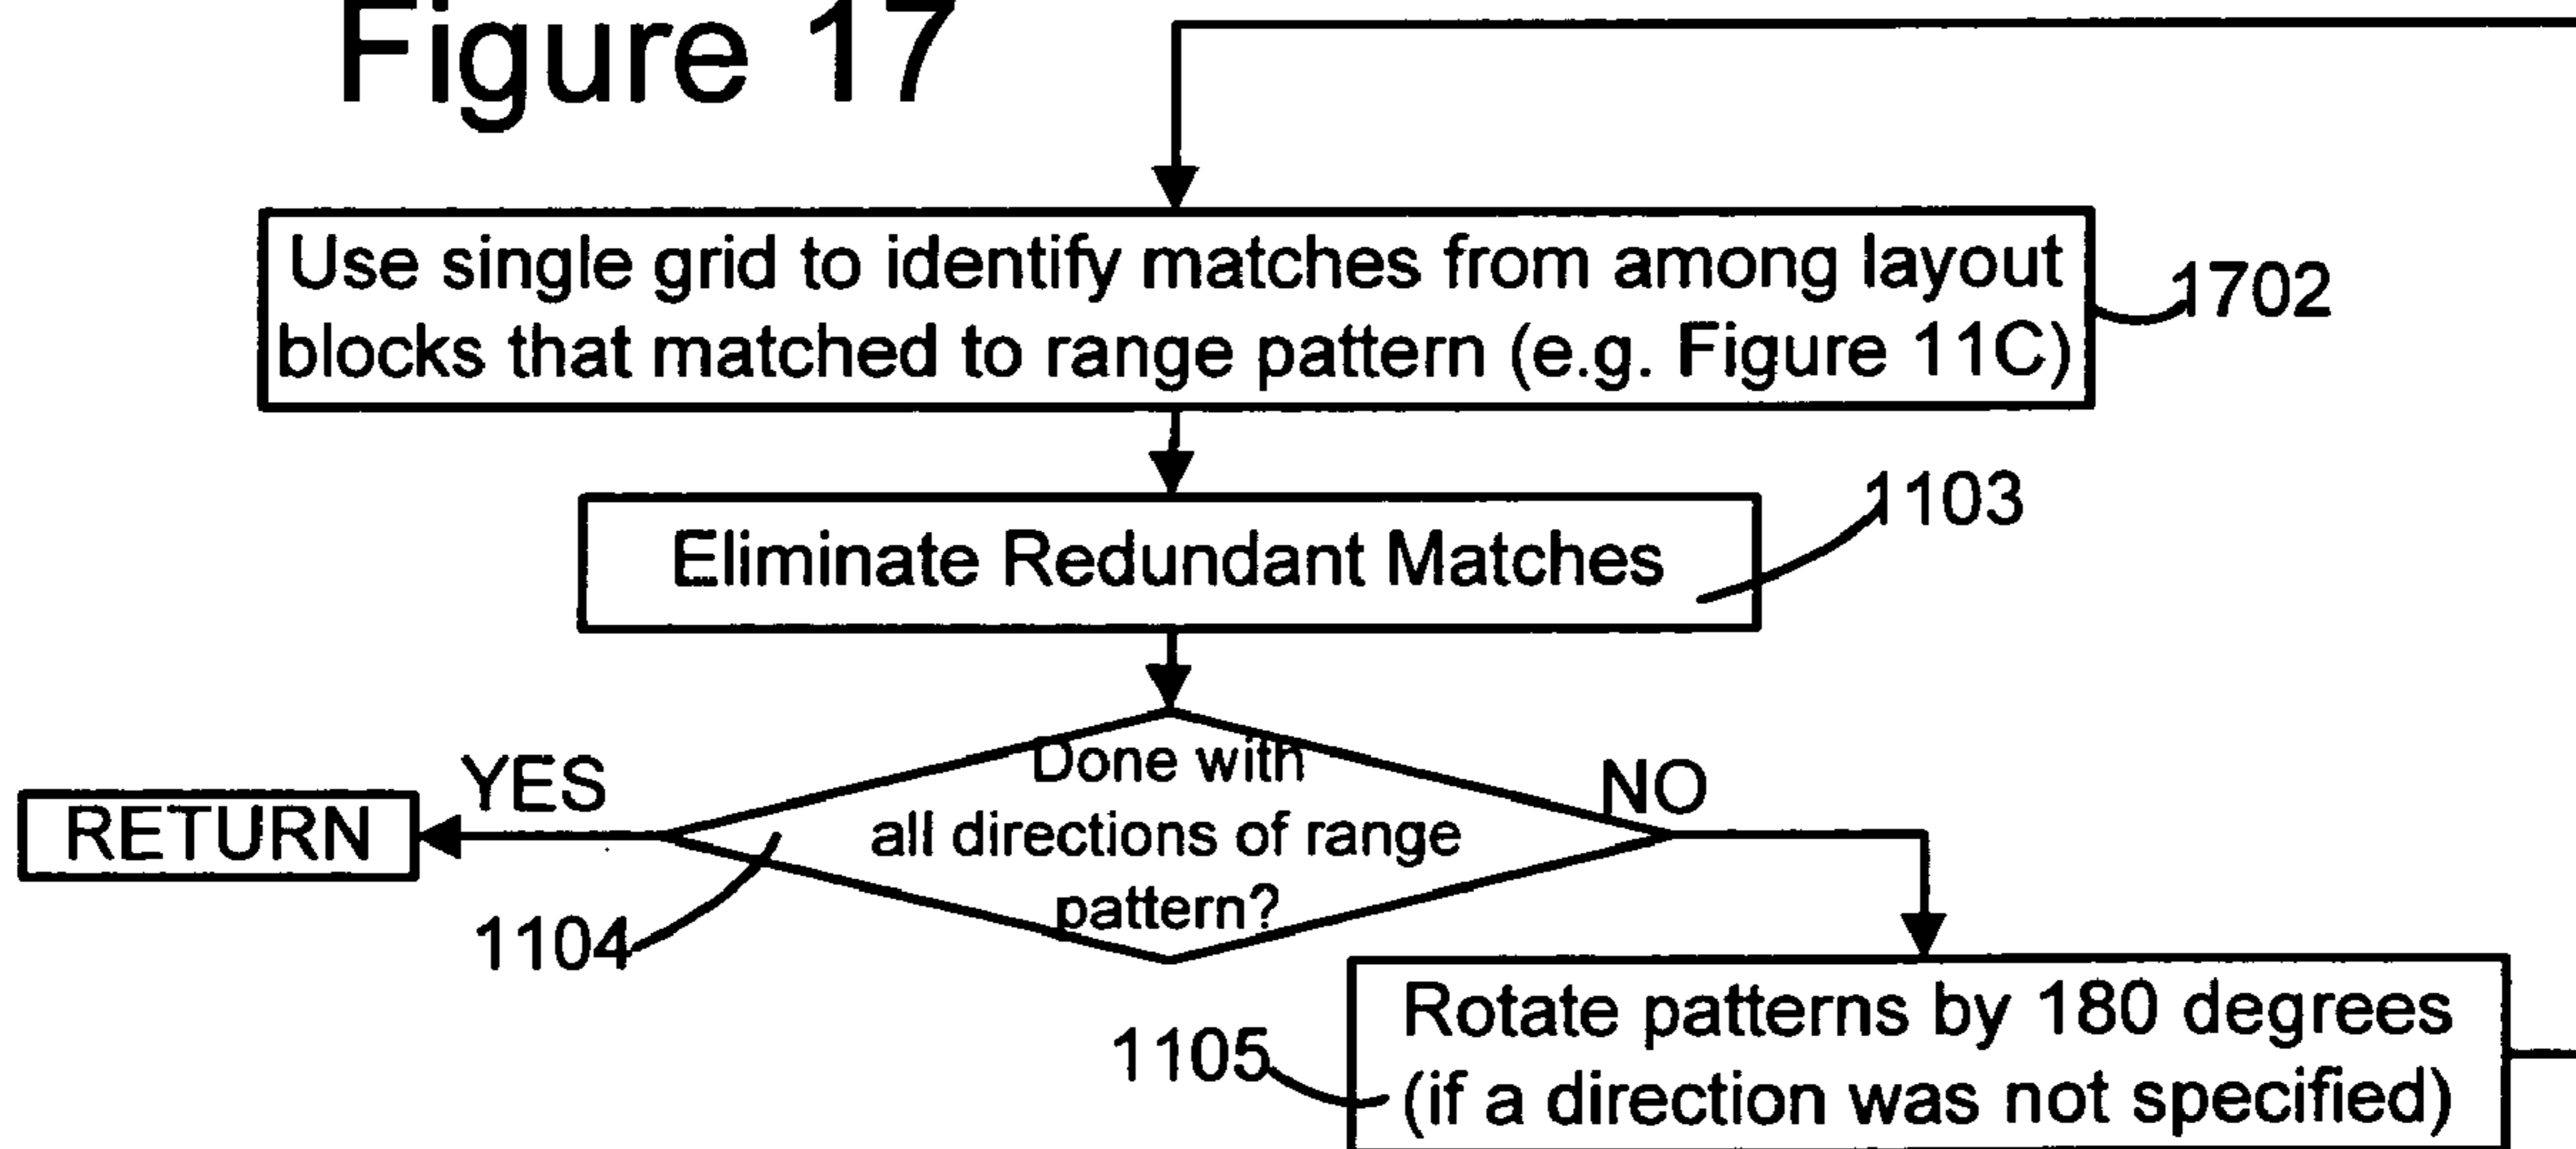 Figure 17
Use single grid to identify matches from among layout
blocks that matched to range pattern (e.g. Figure 11C)
1702
Eliminate Redundant Matches
1103
Done with
all directions of range
pattern?
YES
NO
RETURN
1104
Rotate patterns by 180 degrees
(if a direction was not specified)
1105